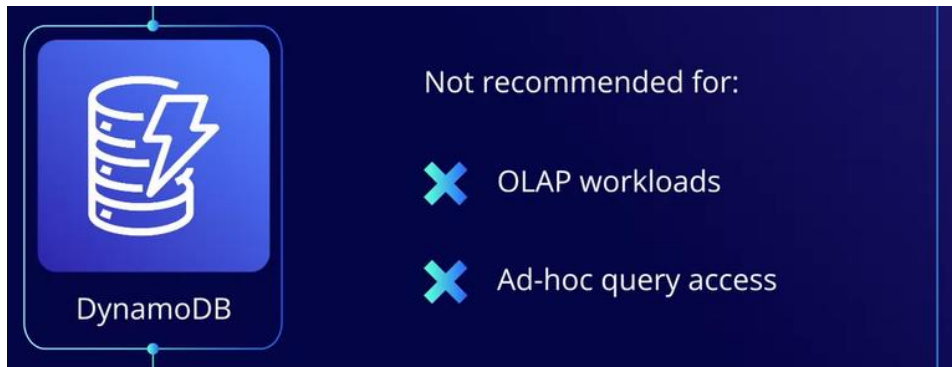 Not recommended for:
OLAP workloads
Ad-hoc query access
DynamoDB